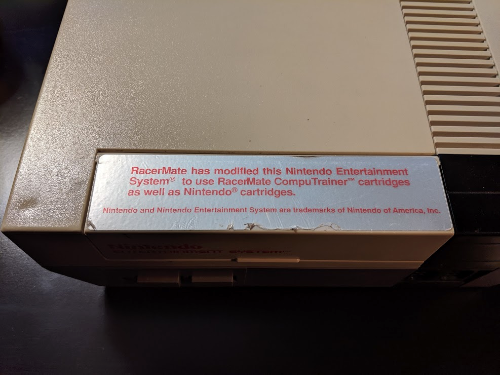 RacerMate has modified this Nintendo Entertainment
System® to use RacerMate CompuTrainer™ cartridges
as well as Nintendo® cartridges.
Nintendo and Nintendo Entertainment System are trademarks of Nintendo of America, Inc.
Nintendo